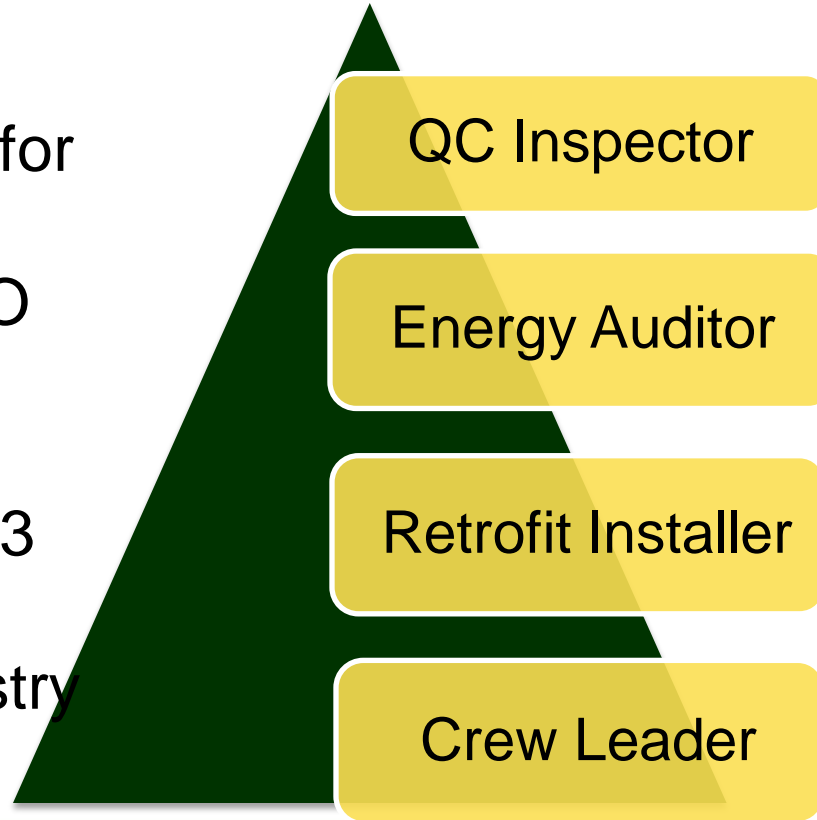 for
QC Inspector
O
Energy Auditor
3
Retrofit Installer
stry
Crew Leader